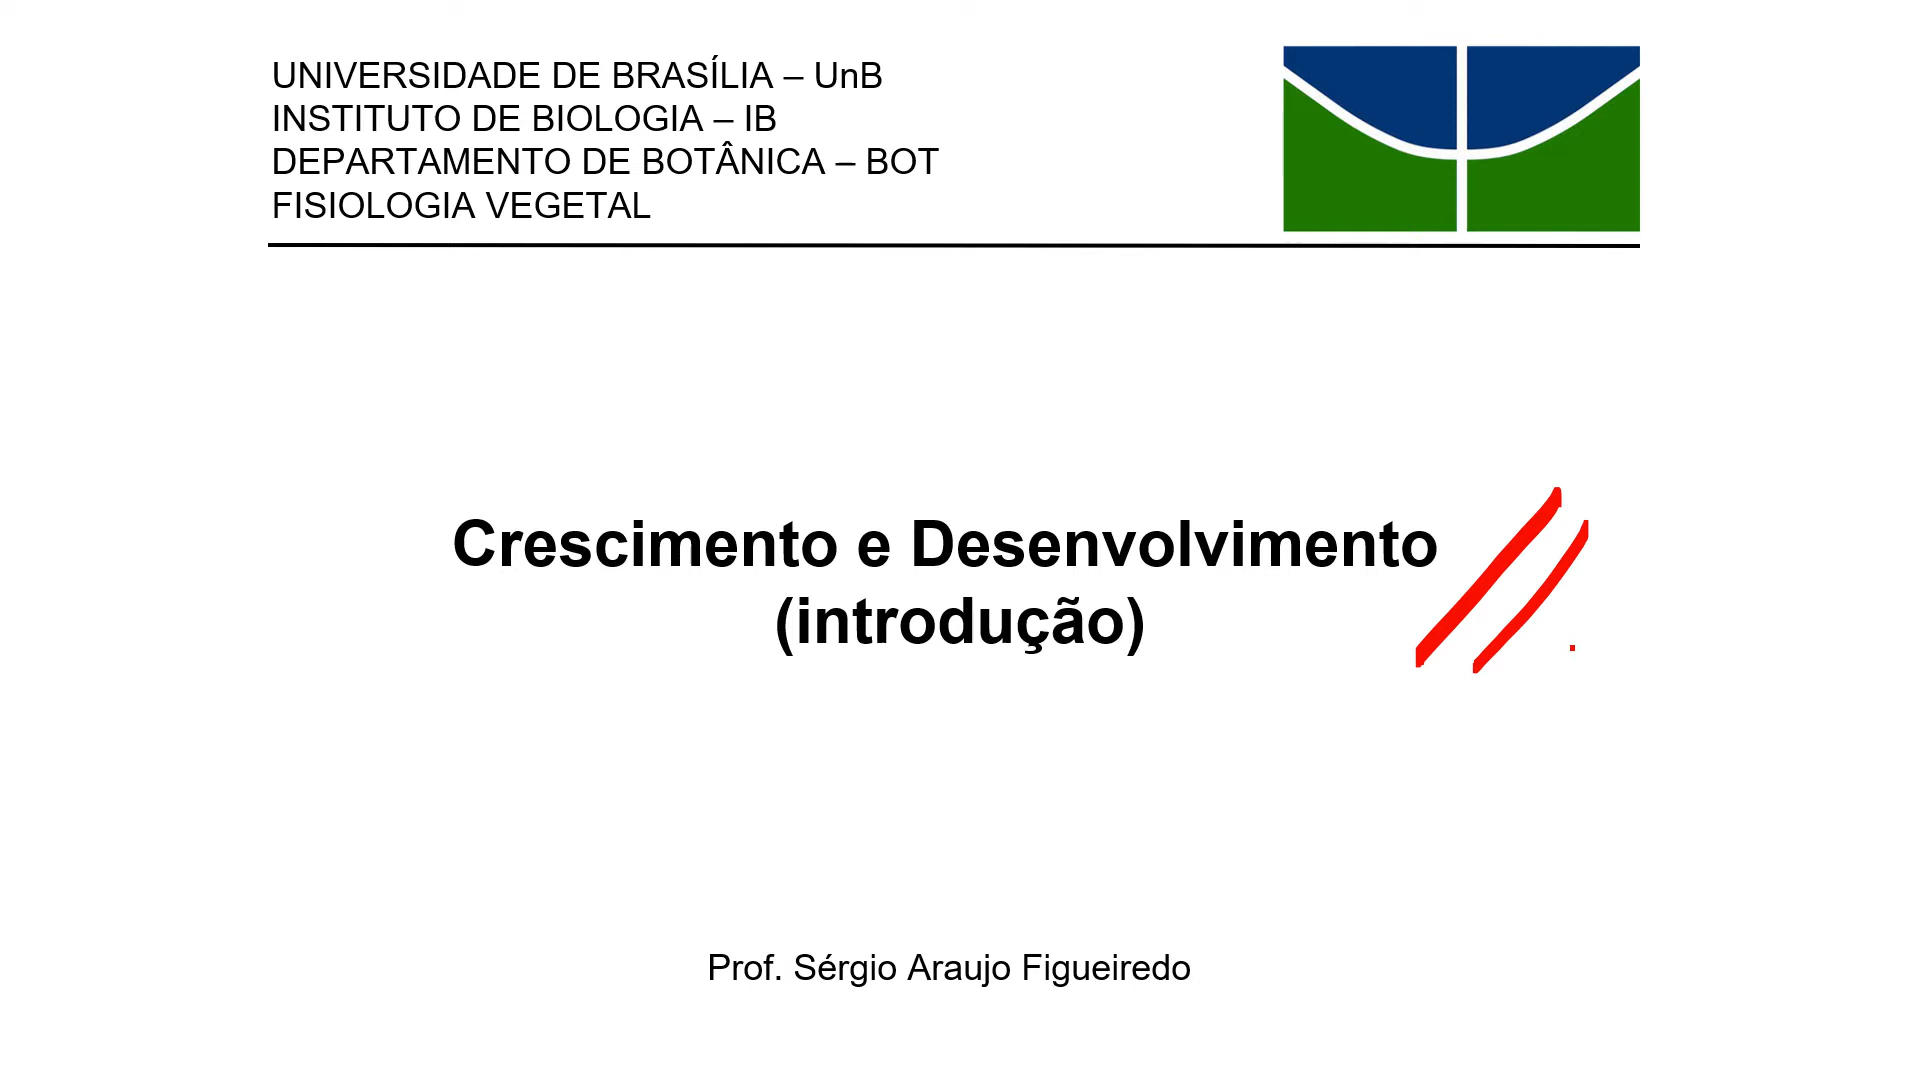 UNIVERSIDADE DE BRASÍLIA – UnB
INSTITUTO DE BIOLOGIA – IB
DEPARTAMENTO DE BOTÂNICA – BOT
FISIOLOGIA VEGETAL
Crescimento e Desenvolvimento
(introdução)
Prof. Sérgio Araujo Figueiredo